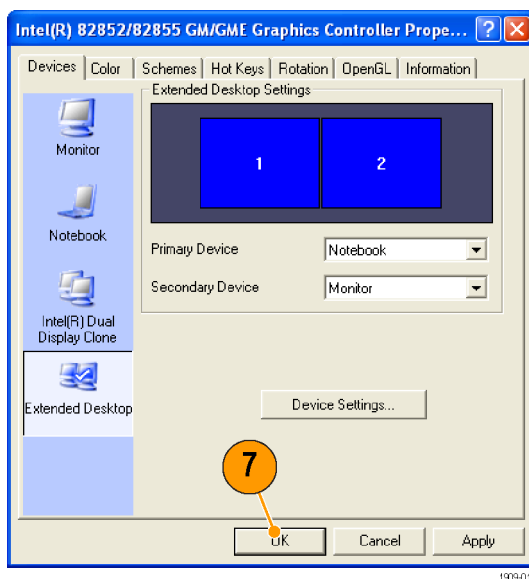 Intel(R) 82852/82855 GM/GME Graphics Controller Prope...
Devices Color Schemes Hot Keys Rotation OpenGL Information
Extended Desktop Settings
1 2
Monitor
Notebook
Intel(R) Dual
Display Clone
Extended Desktop
Primary Device Notebook
Secondary Device Monitor
Device Settings...
7
OK Cancel Apply